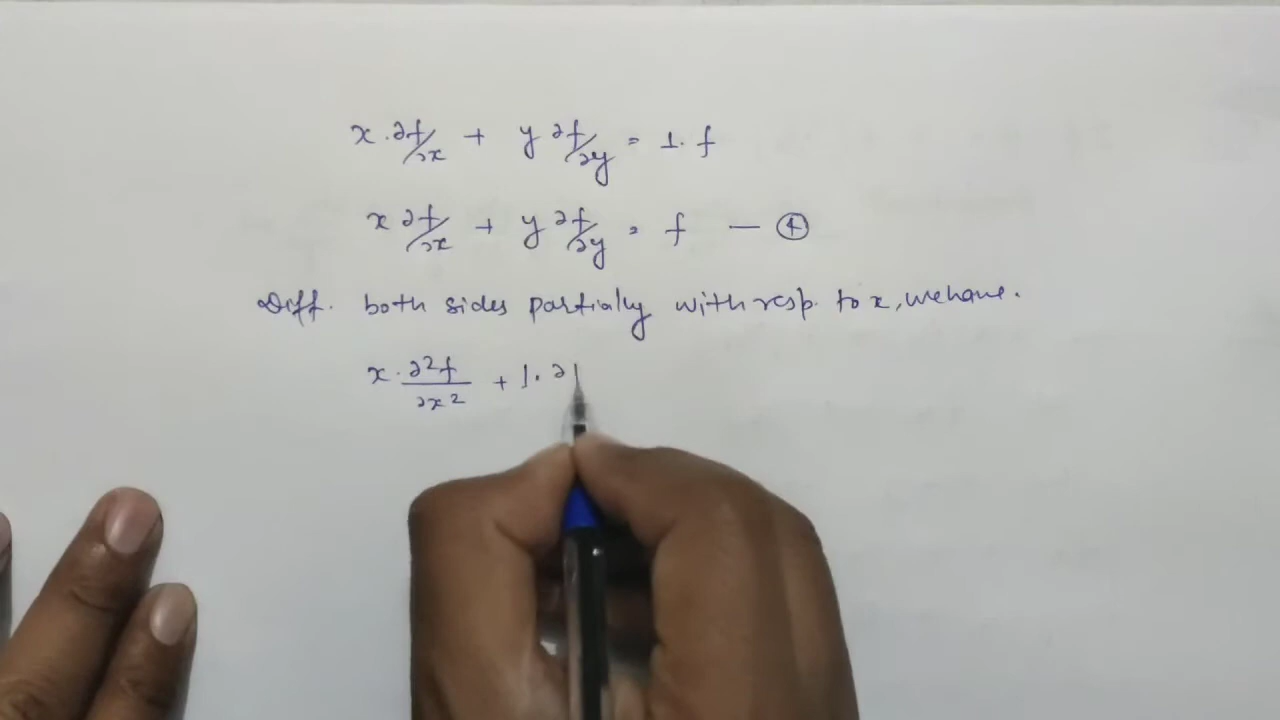 x . ∂f/∂x + y ∂f/∂y = 1. f
x ∂f/∂x + y ∂f/∂y = f — ④
Diff. both sides partially with resp. to x, we have.
x . ∂²f/∂x² + 1. ∂